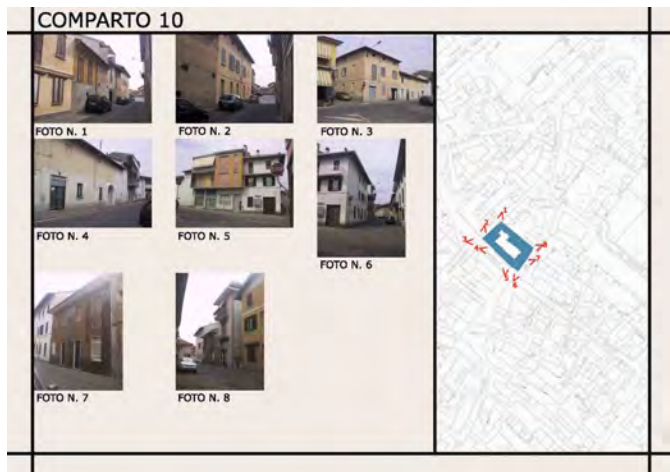 COMPARTO 10
FOTO N. 1
FOTO N. 2
FOTO N. 3
FOTO N. 4
FOTO N. 5
FOTO N. 6
FOTO N. 7
FOTO N. 8